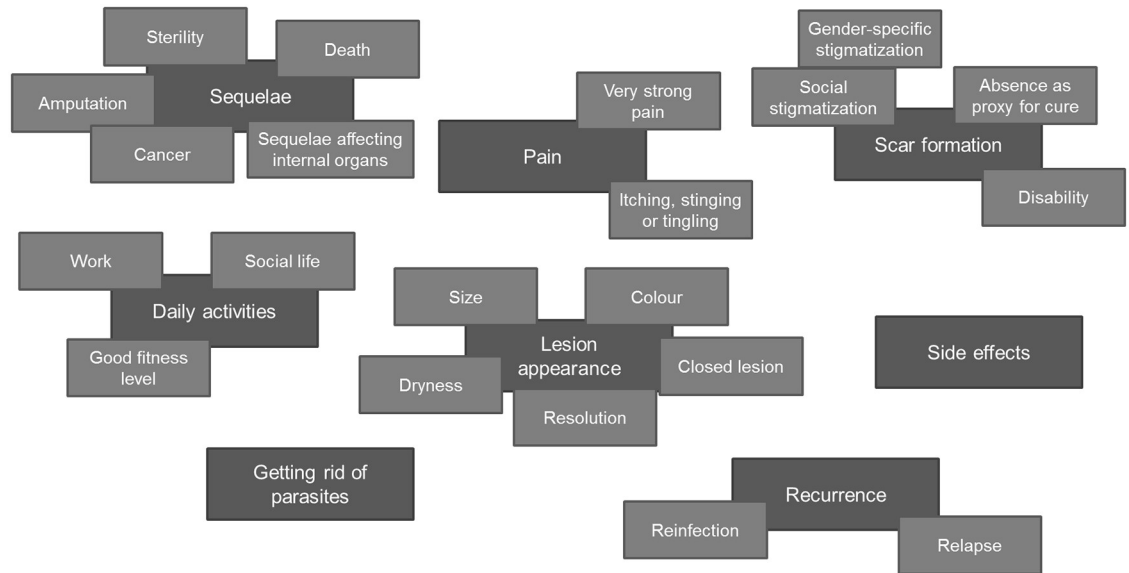 Sterility
Death
Amputation
Sequelae
Cancer
Sequelae affecting
internal organs
Very strong
pain
Pain
Itching, stinging
or tingling
Gender-specific
stigmatization
Social
stigmatization
Absence as
proxy for cure
Scar formation
Disability
Work
Social life
Daily activities
Good fitness
level
Size
Colour
Lesion
appearance
Dryness
Closed lesion
Resolution
Side effects
Getting rid of
parasites
Recurrence
Reinfection
Relapse